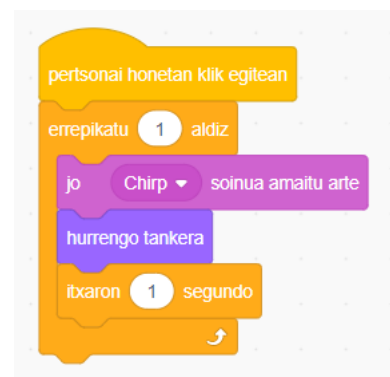 pertsonai honetan klik egitean
errepikatu 1 aldiz
jo Chirp soinua amaitu arte
hurrengo tankera
itxaron 1 segundo